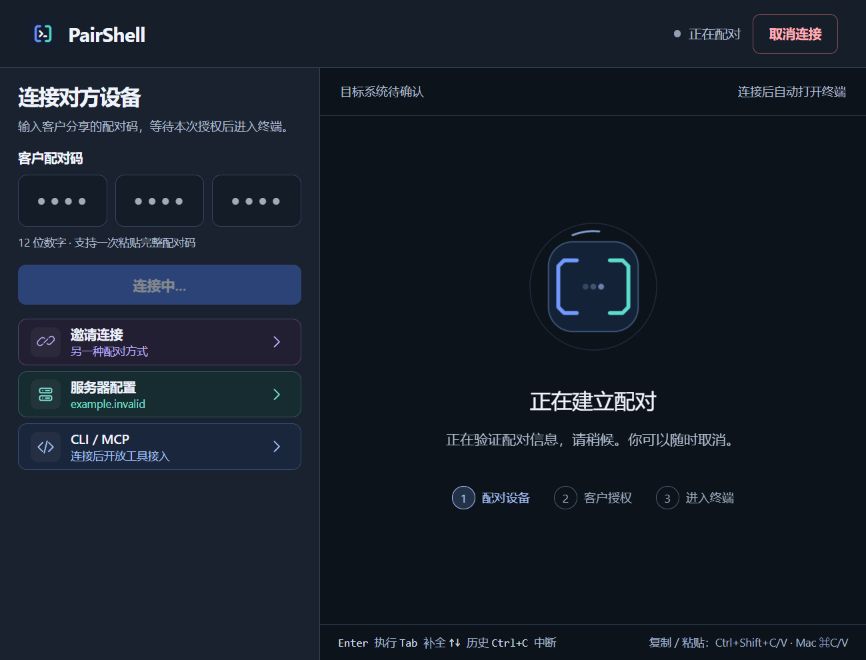 PairShell
正在配对
取消连接
连接对方设备
输入客户分享的配对码，等待本次授权后进入终端。
客户配对码
12 位数字 · 支持一次粘贴完整配对码
连接中...
邀请连接
另一种配对方式
服务器配置
example.invalid
CLI / MCP
连接后开放工具接入
目标系统待确认
连接后自动打开终端
正在建立配对
正在验证配对信息，请稍候。你可以随时取消。
1 配对设备
2 客户授权
3 进入终端
Enter 执行 Tab 补全 ↑↓ 历史 Ctrl+C 中断
复制 / 粘贴：Ctrl+Shift+C/V · Mac ⌘C/V